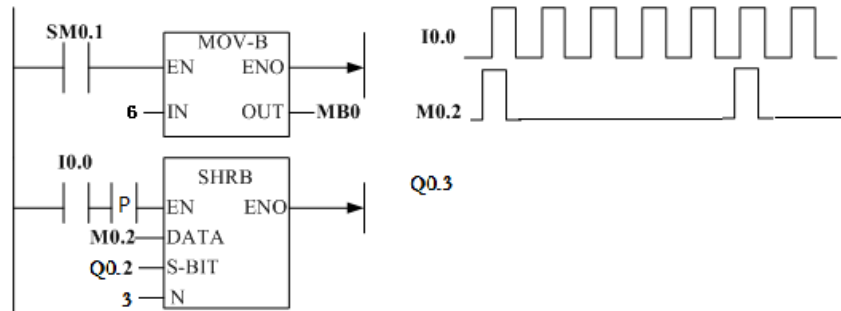 SM0.1
MOV-B
EN ENO
6 IN OUT MB0
I0.0
P
SHRB
EN ENO
M0.2 DATA
Q0.2 S-BIT
3 N
I0.0
M0.2
Q0.3